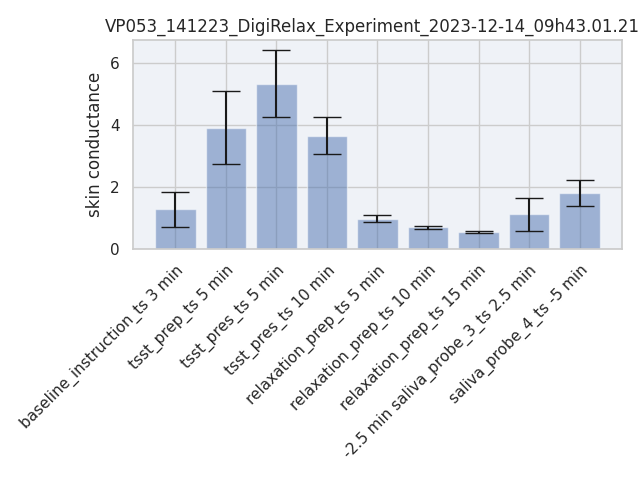 VP053_141223_DigiRelax_Experiment_2023-12-14_09h43.01.21
skin conductance
6
4
2
0
baseline_instruction_ts 3 min
tsst_prep_ts 5 min
tsst_pres_ts 5 min
tsst_pres_ts 10 min
relaxation_prep_ts 5 min
relaxation_prep_ts 10 min
relaxation_prep_ts 15 min
-2.5 min saliva_probe_3_ts 2.5 min
saliva_probe_4_ts -5 min